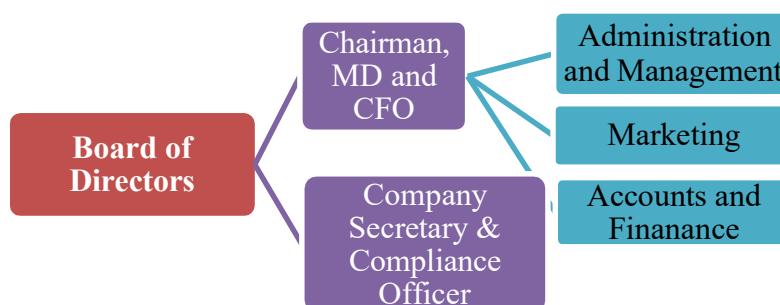 Board of
Directors
Chairman,
MD and
CFO
Company
Secretary &
Compliance
Officer
Administration
and Management
Marketing
Accounts and
Finanance